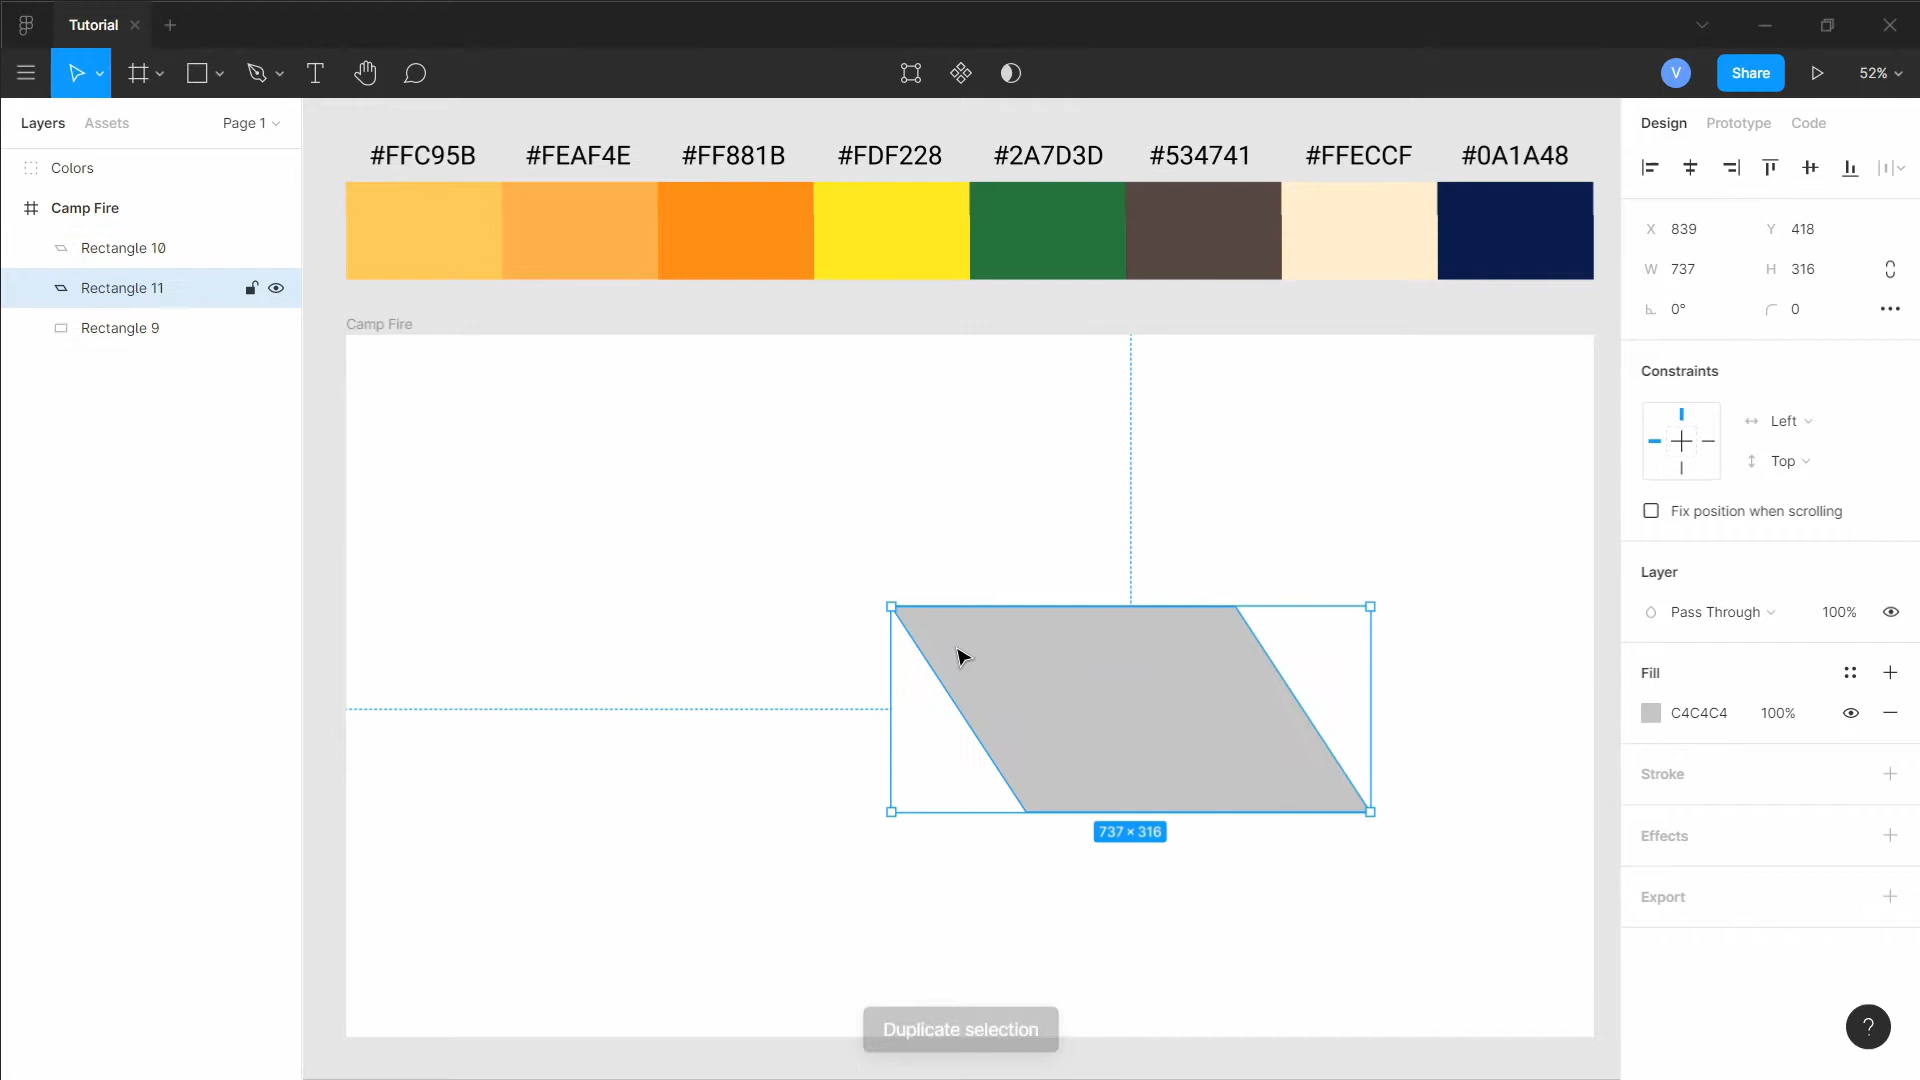 Tutorial
Share
52%
V
Layers
Assets
Page 1
Colors
Camp Fire
Rectangle 10
Rectangle 11
Rectangle 9
#FFC95B
#FEAF4E
#FF881B
#FDF228
#2A7D3D
#534741
#FFECCF
#0A1A48
Camp Fire
737 × 316
Duplicate selection
Design
Prototype
Code
X 839
Y 418
W 737
H 316
0°
0
Constraints
Left
Top
Fix position when scrolling
Layer
Pass Through
100%
Fill
C4C4C4
100%
Stroke
Effects
Export
?